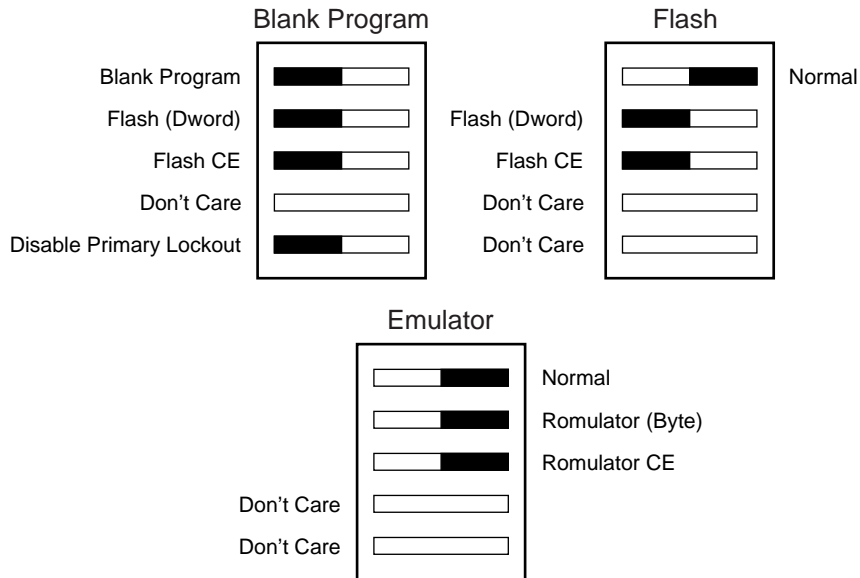 Blank Program
Blank Program
Flash (Dword)
Flash CE
Don't Care
Disable Primary Lockout
Flash
Normal
Flash (Dword)
Flash CE
Don't Care
Don't Care
Emulator
Normal
Romulator (Byte)
Romulator CE
Don't Care
Don't Care